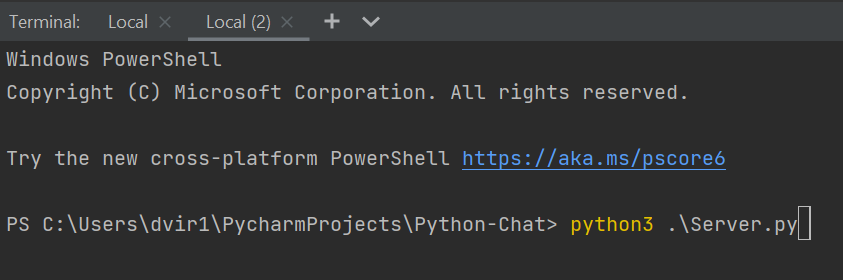 Terminal: Local × Local (2) × +
Windows PowerShell
Copyright (C) Microsoft Corporation. All rights reserved.
Try the new cross-platform PowerShell https://aka.ms/pscore6
PS C:\Users\dvir1\PycharmProjects\Python-Chat> python3 .\Server.py